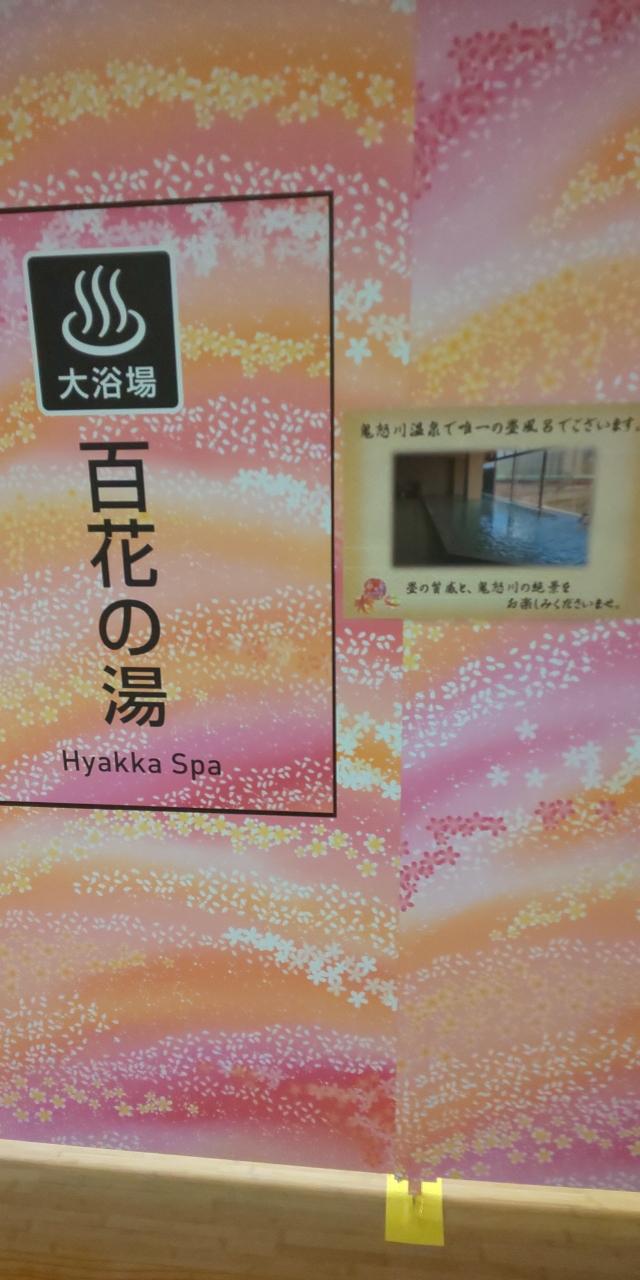 大浴場
百花の湯
Hyakka Spa
鬼怒川温泉で唯一の畳風呂でございます。
畳の質感と、鬼怒川の絶景を
お楽しみくださいませ。